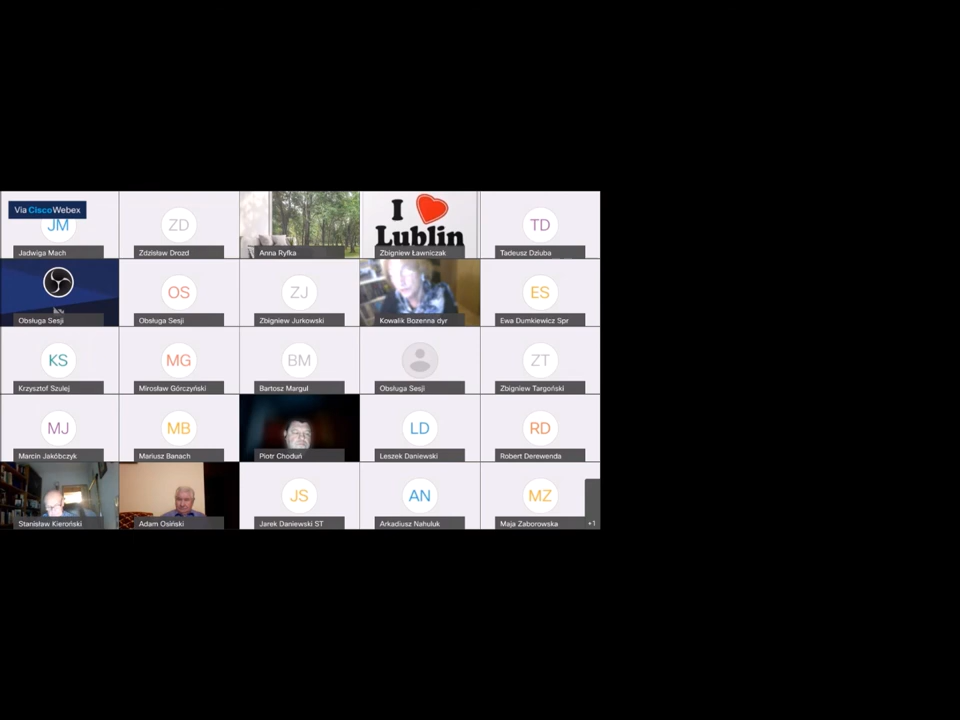 Via CiscoWebex
JM
Jadwiga Mach
ZD
Zdzisław Drozd
Anna Ryfka
I
Lublin
Zbigniew Ławniczak
TD
Tadeusz Dziuba
Obsługa Sesji
OS
Obsługa Sesji
ZJ
Zbigniew Jurkowski
Kowalik Bożenna dyr
ES
Ewa Dumkiewicz Spr
KS
Krzysztof Szulej
MG
Mirosław Górczyński
BM
Bartosz Margul
Obsługa Sesji
ZT
Zbigniew Targoński
MJ
Marcin Jakóbczyk
MB
Mariusz Banach
Piotr Choduń
LD
Leszek Daniewski
RD
Robert Derewenda
Stanisław Kieroński
Adam Osiński
JS
Jarek Daniewski ST
AN
Arkadiusz Nahuluk
MZ
Maja Zaborowska
+1